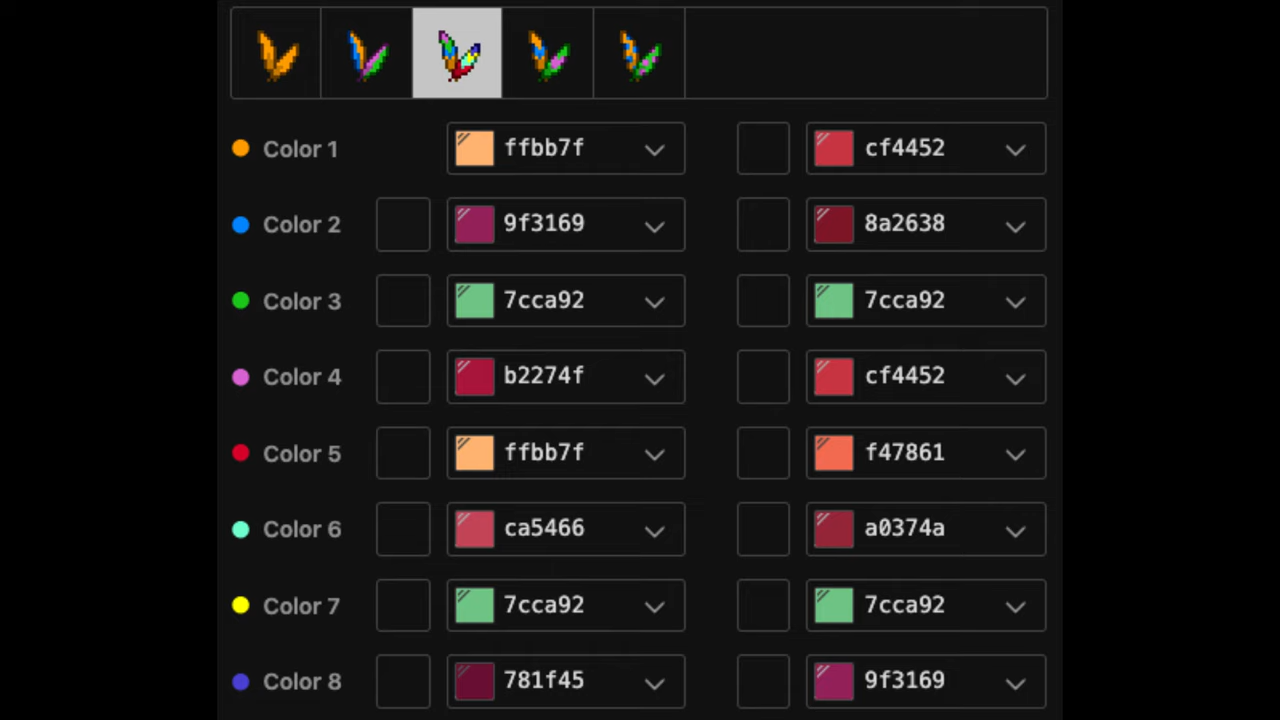 Color 1 ffbb7f cf4452
Color 2 9f3169 8a2638
Color 3 7cca92 7cca92
Color 4 b2274f cf4452
Color 5 ffbb7f f47861
Color 6 ca5466 a0374a
Color 7 7cca92 7cca92
Color 8 781f45 9f3169